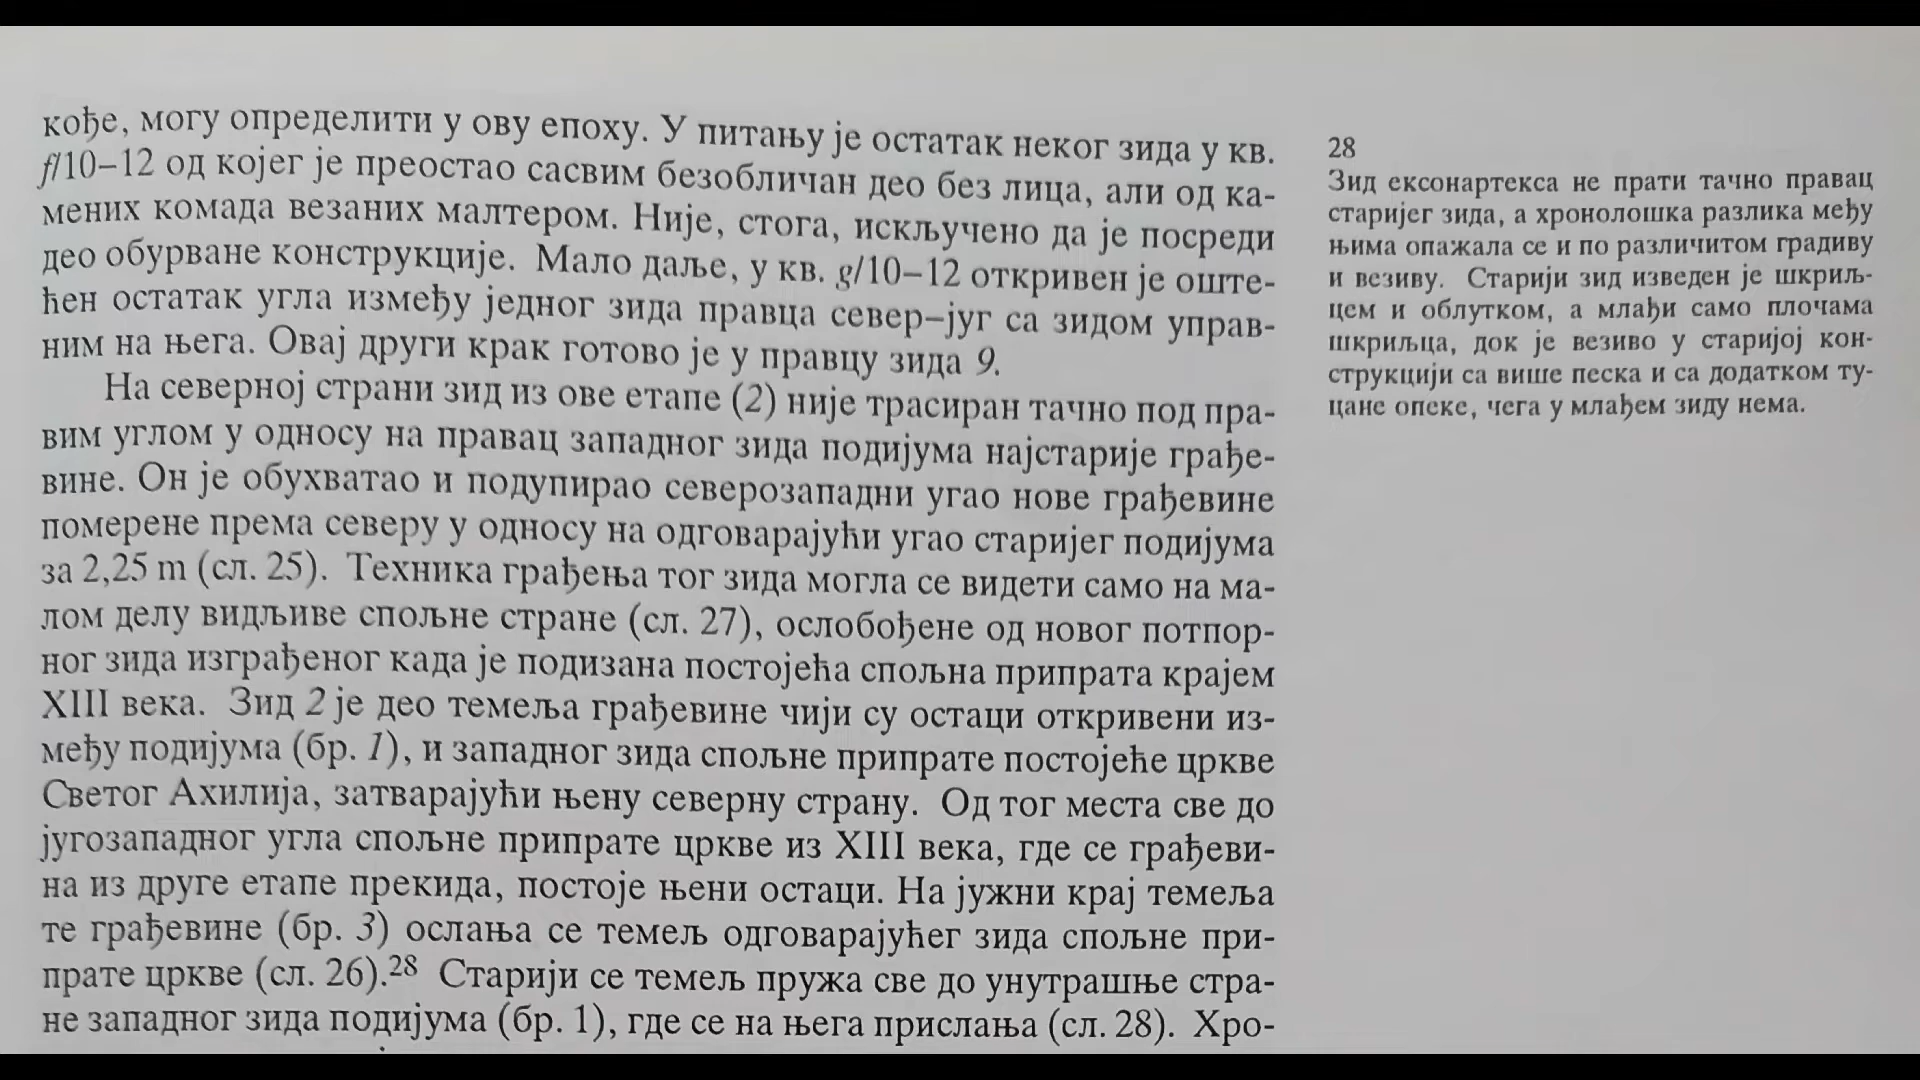 кође, могу определити у ову епоху. У питању је остатак неког зида у кв.
f/10–12 од којег је преостао сасвим безобличан део без лица, али од ка-
мених комада везаних малтером. Није, стога, искључено да је посреди
део обурване конструкције. Мало даље, у кв. g/10–12 откривен је оште-
ћен остатак угла између једног зида правца север–југ са зидом управ-
ним на њега. Овај други крак готово је у правцу зида 9.
На северној страни зид из ове етапе (2) није трасиран тачно под пра-
вим углом у односу на правац западног зида подијума најстарије грађе-
вине. Он је обухватао и подупирао северозападни угао нове грађевине
померене према северу у односу на одговарајући угао старијег подијума
за 2,25 m (сл. 25). Техника грађења тог зида могла се видети само на ма-
лом делу видљиве спољне стране (сл. 27), ослобођене од новог потпор-
ног зида изграђеног када је подизана постојећа спољна припрата крајем
XIII века. Зид 2 је део темеља грађевине чији су остаци откривени из-
међу подијума (бр. 1), и западног зида спољне припрате постојеће цркве
Светог Ахилија, затварајући њену северну страну. Од тог места све до
југозападног угла спољне припрате цркве из XIII века, где се грађеви-
на из друге етапе прекида, постоје њени остаци. На јужни крај темеља
те грађевине (бр. 3) ослања се темељ одговарајућег зида спољне при-
прате цркве (сл. 26).28 Старији се темељ пружа све до унутрашње стра-
не западног зида подијума (бр. 1), где се на њега прислања (сл. 28). Хро-
28
Зид ексонартекса не прати тачно правац
старијег зида, а хронолошка разлика међу
њима опажала се и по различитом градиву
и везиву. Старији зид изведен је шкриљ-
цем и облутком, а млађи само плочама
шкриљца, док је везиво у старијој кон-
струкцији са више песка и са додатком ту-
цане опеке, чега у млађем зиду нема.